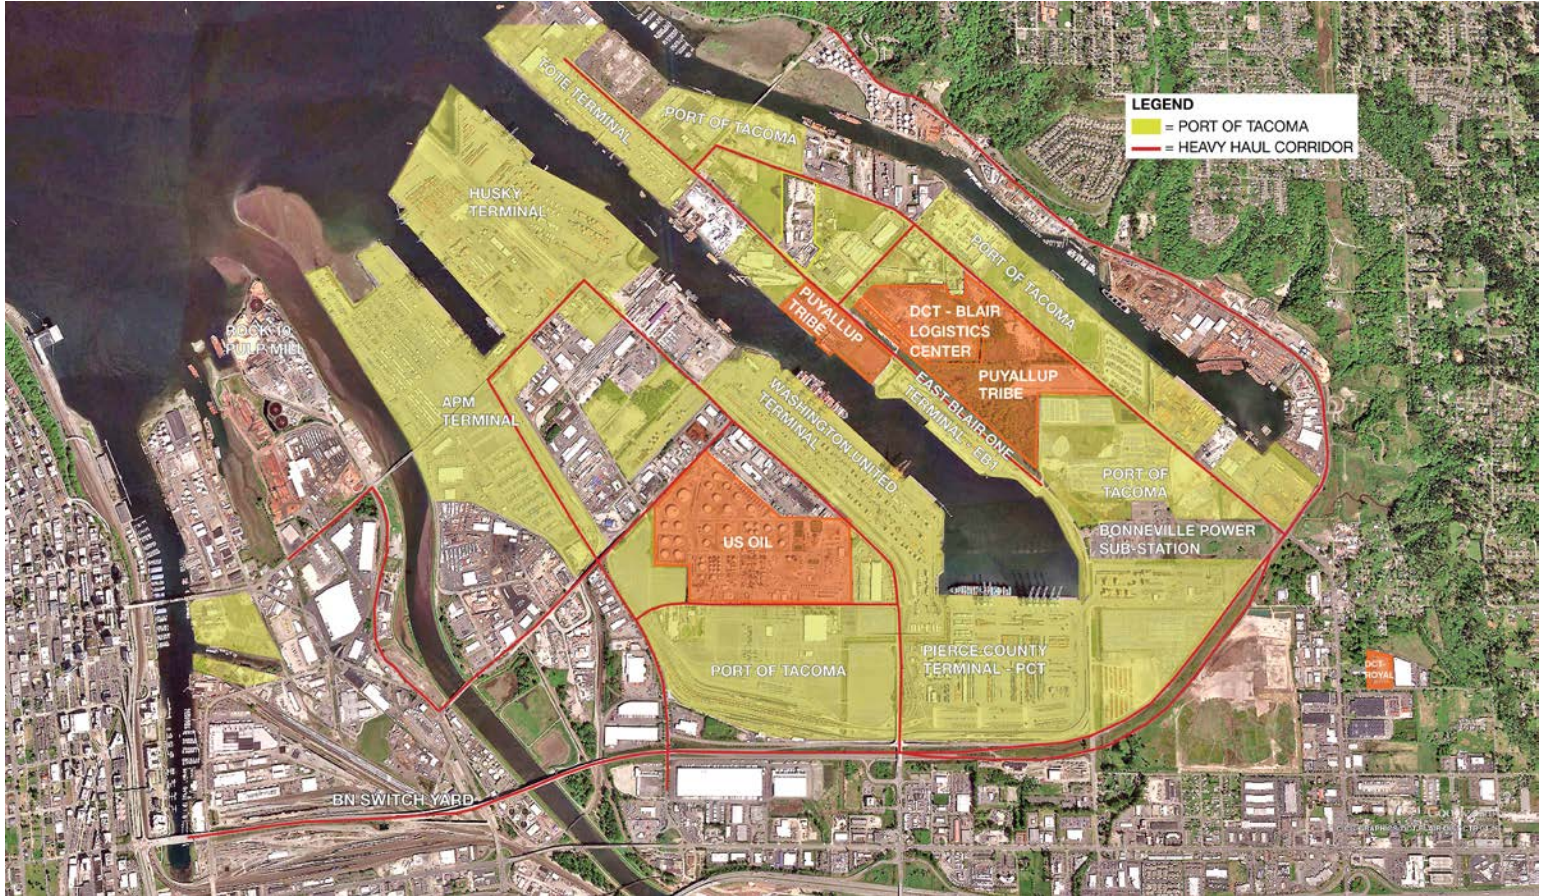 LEGEND
= PORT OF TACOMA
= HEAVY HAUL CORRIDOR
TOTE TERMINAL
PORT OF TACOMA
HUSKY
TERMINAL
PORT OF TACOMA
PUYALLUP
TRIBE
DCT - BLAIR
LOGISTICS
CENTER
PUYALLUP
TRIBE
ROCK 10
PULP MILL
APM
TERMINAL
WASHINGTON UNITED
TERMINAL
EAST BLAIR ONE
TERMINAL - EB1
PORT OF
TACOMA
BONNEVILLE POWER
SUB-STATION
US OIL
PORT OF TACOMA
PIERCE COUNTY
TERMINAL - PCT
DCT-
ROYAL
BN SWITCH YARD